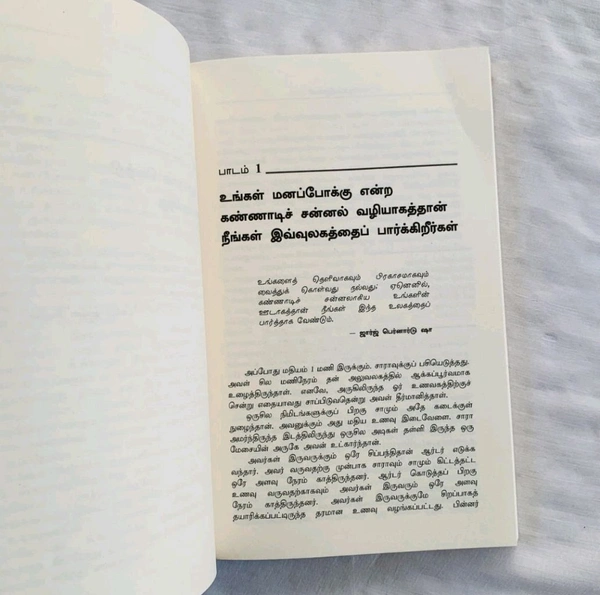 பாடம் 1
உங்கள் மனப்போக்கு என்ற
கண்ணாடிச் சன்னல் வழியாகத்தான்
நீங்கள் இவ்வுலகத்தைப் பார்க்கிறீர்கள்
உங்களைத் தெளிவாகவும் பிரகாசமாகவும்
வைத்துக் கொள்வது நல்லது; ஏனெனில்,
கண்ணாடிச் சன்னலாகிய உங்களின்
ஊடாகத்தான் நீங்கள் இந்த உலகத்தைப்
பார்த்தாக வேண்டும்.
— ஜார்ஜ் பெர்னார்டு ஷா
அப்போது மதியம் 1 மணி இருக்கும். சாராவுக்குப் பசியெடுத்தது.
அவள் சில மணிநேரம் தன் அலுவலகத்தில் ஆக்கப்பூர்வமாக
உழைத்திருந்தாள். எனவே, அருகிலிருந்த ஓர் உணவகத்திற்குச்
சென்று எதையாவது சாப்பிடுவதென்று அவள் தீர்மானித்தாள்.
ஒருசில நிமிடங்களுக்குப் பிறகு சாமும் அதே கடைக்குள்
நுழைந்தான். அவனுக்கும் அது மதிய உணவு இடைவேளை. சாரா
அமர்ந்திருந்த இடத்திலிருந்து ஒருசில அடிகள் தள்ளி இருந்த ஒரு
மேசையின் அருகே அவன் உட்கார்ந்தான்.
அவர்கள் இருவருக்கும் ஒரே சிப்பந்திதான் ஆர்டர் எடுக்க
வந்தார். அவர் வருவதற்கு முன்பாக சாராவும் சாமும் கிட்டத்தட்ட
ஒரே அளவு நேரம் காத்திருந்தனர். ஆர்டர் கொடுத்தப் பிறகு
உணவு வருவதற்காகவும் அவர்கள் இருவரும் ஒரே அளவு
நேரம் காத்திருந்தனர். அவர்கள் இருவருக்குமே சிறப்பாகத்
தயாரிக்கப்பட்டிருந்த தரமான உணவு வழங்கப்பட்டது. பின்னர்